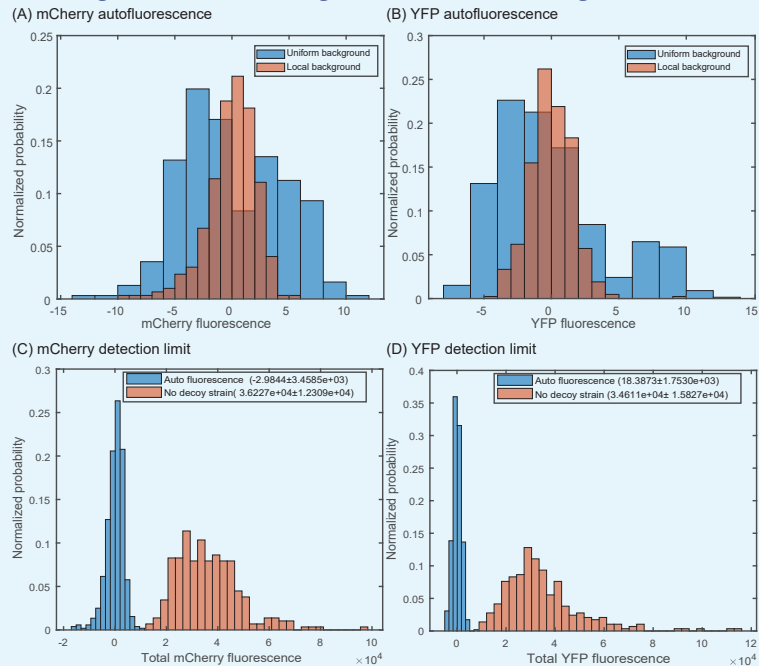 (A) mCherry autofluorescence
0.25
0.2
0.15
0.1
0.05
0
Normalized probability
Uniform background
Local background
-15 -10 -5 0 5 10
mCherry fluorescence
(B) YFP autofluorescence
0.3
0.25
0.2
0.15
0.1
0.05
0
Normalized probability
Uniform background
Local background
-5 0 5 10 15
YFP fluorescence
(C) mCherry detection limit
0.3
0.25
0.2
0.15
0.1
0.05
0
Normalized probability
Auto fluorescence (-2.9844±3.4585e+03)
No decoy strain( 3.6227e+04±1.2309e+04)
-2 0 2 4 6 8 10
Total mCherry fluorescence
×10⁴
(D) YFP detection limit
0.4
0.35
0.3
0.25
0.2
0.15
0.1
0.05
0
Normalized probability
Auto fluorescence (18.3873±1.7530e+03)
No decoy strain (3.4611e+04± 1.5827e+04)
0 2 4 6 8 10 12
Total YFP fluorescence
×10⁴